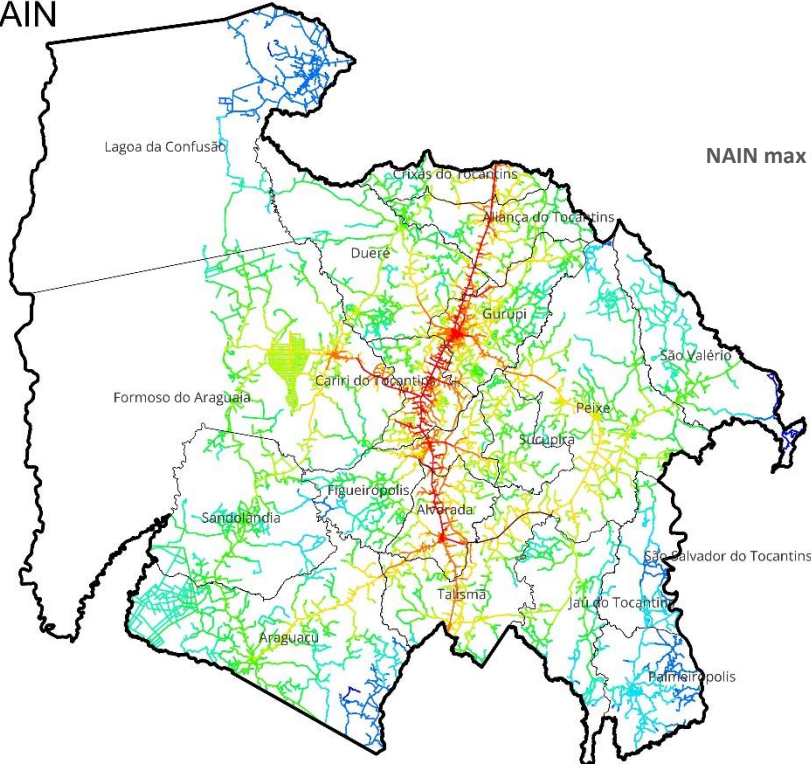 AIN
Lagoa da Confusão
NAIN max
Crixás do Tocantins
Aliança do Tocantins
Dueré
Gurupi
São Valério
Cariri do Tocantins
Formoso do Araguaia
Peixe
Sucupira
Figueirópolis
Sandolândia
Alvorada
São Salvador do Tocantins
Talismã
Jaú do Tocantins
Araguaçu
Palmeirópolis